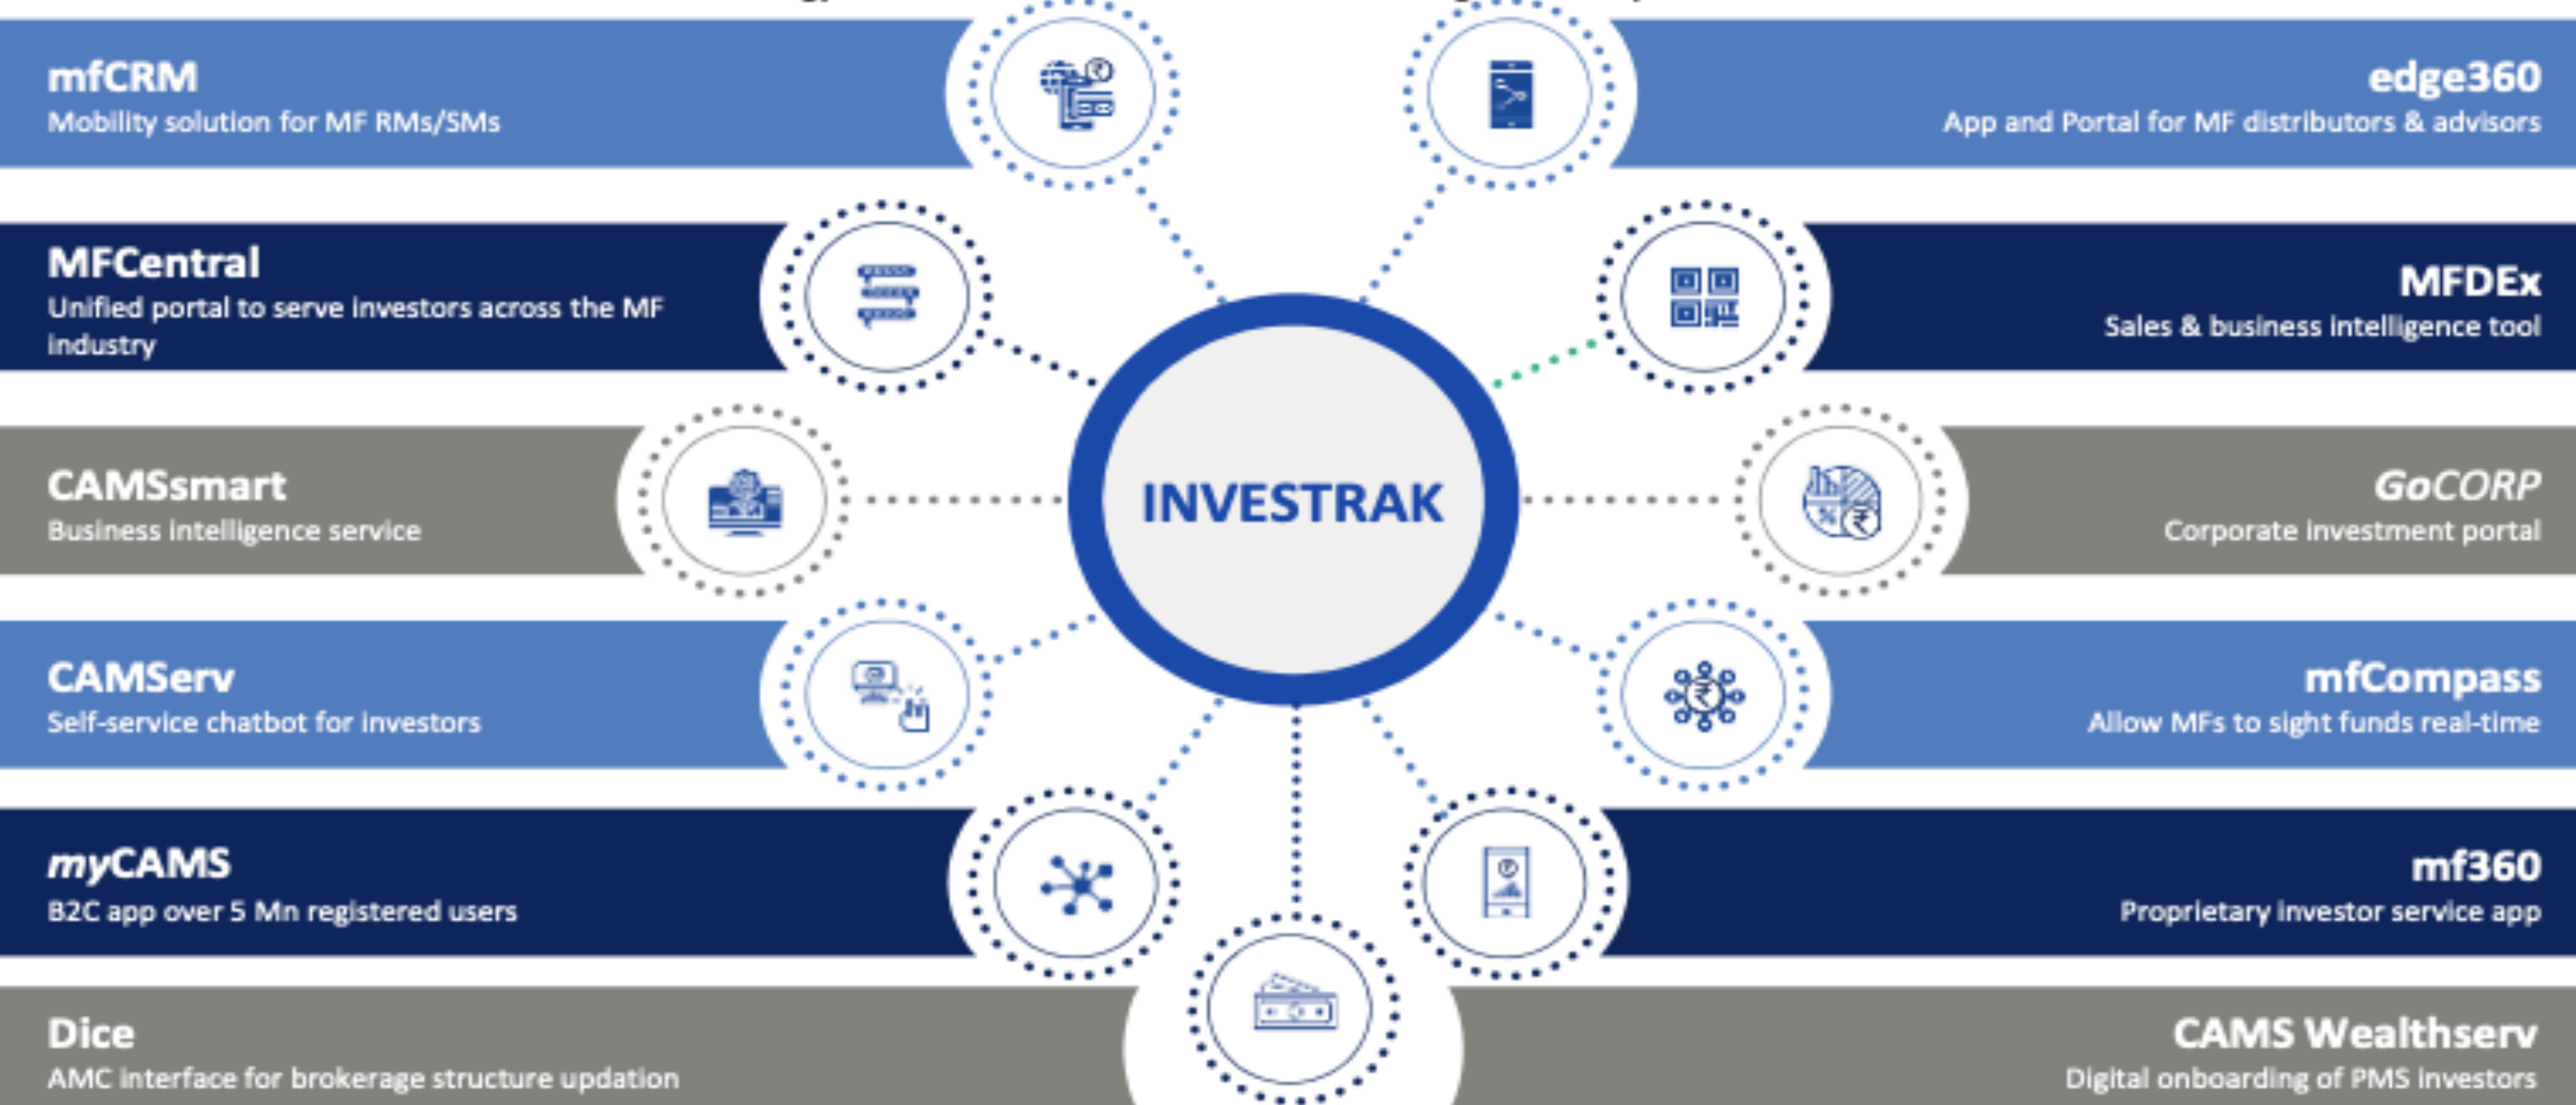 mfCRM
Mobility solution for MF RMs/SMs
MFCentral
Unified portal to serve investors across the MF
industry
CAMSsmart
Business intelligence service
CAMServ
Self-service chatbot for investors
myCAMS
B2C app over 5 Mn registered users
Dice
AMC interface for brokerage structure updation
INVESTRAK
edge360
App and Portal for MF distributors & advisors
MFDEx
Sales & business intelligence tool
GoCORP
Corporate investment portal
mfCompass
Allow MFs to sight funds real-time
mf360
Proprietary investor service app
CAMS Wealthserv
Digital onboarding of PMS investors